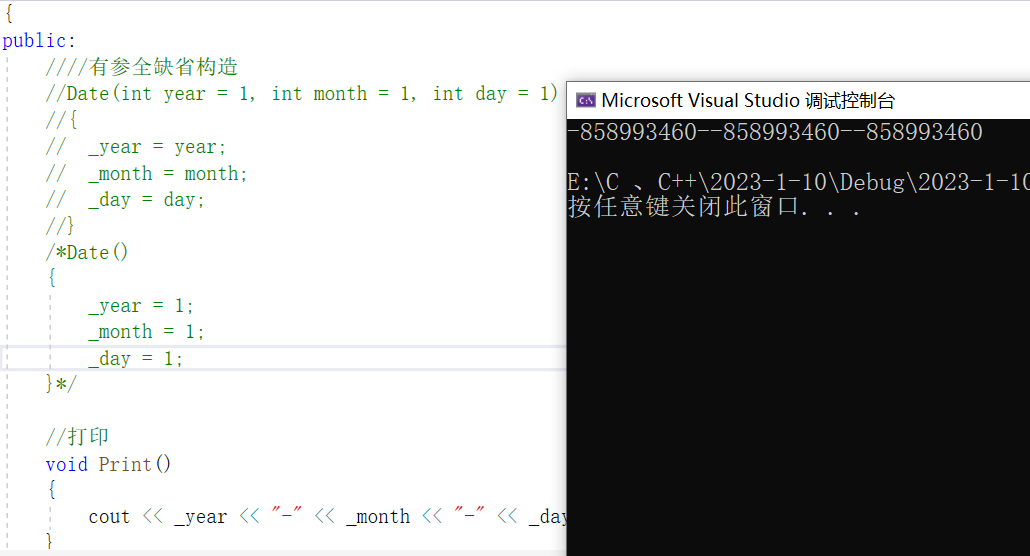 {
public:
////有参全缺省构造
//Date(int year = 1, int month = 1, int day = 1)
//{
// _year = year;
// _month = month;
// _day = day;
//}
/*Date()
{
_year = 1;
_month = 1;
_day = 1;
}*/
//打印
void Print()
{
cout << _year << "-" << _month << "-" << _day
}
Microsoft Visual Studio 调试控制台
-858993460--858993460--858993460
E:\C 、C++\2023-1-10\Debug\2023-1-10
按任意键关闭此窗口. . .